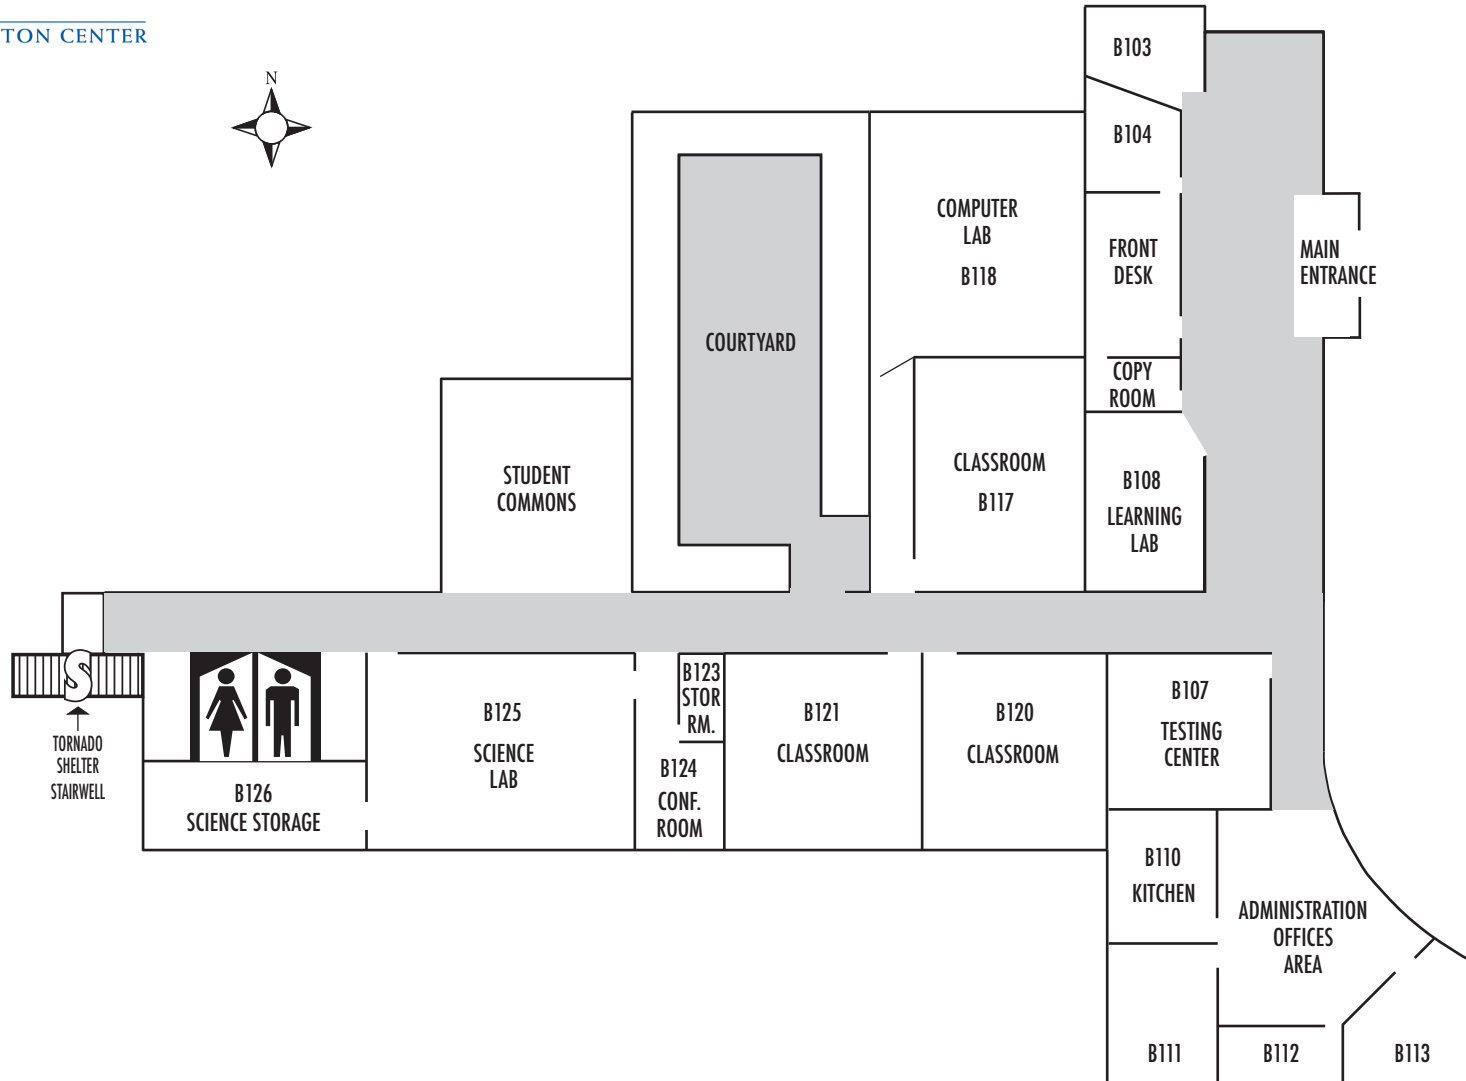 TON CENTER
N
B103
B104
COMPUTER
LAB
B118
FRONT
DESK
MAIN
ENTRANCE
COURTYARD
COPY
ROOM
STUDENT
COMMONS
CLASSROOM
B117
B108
LEARNING
LAB
S
TORNADO
SHELTER
STAIRWELL
B126
SCIENCE STORAGE
B125
SCIENCE
LAB
B123
STOR
RM.
B124
CONF.
ROOM
B121
CLASSROOM
B120
CLASSROOM
B107
TESTING
CENTER
B110
KITCHEN
ADMINISTRATION
OFFICES
AREA
B111
B112
B113